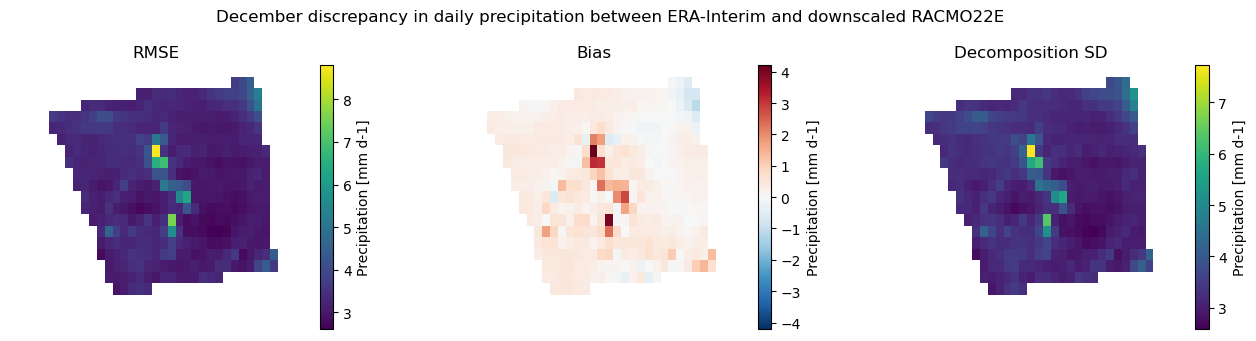 December discrepancy in daily precipitation between ERA-Interim and downscaled RACMO22E
RMSE
8
7
6
5
4
3
Precipitation [mm d-1]
Bias
4
3
2
1
0
−1
−2
−3
−4
Precipitation [mm d-1]
Decomposition SD
7
6
5
4
3
Precipitation [mm d-1]